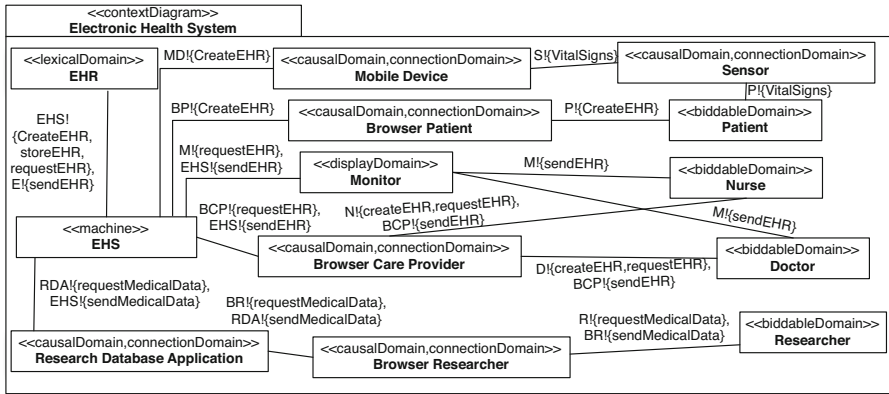 <<contextDiagram>>
Electronic Health System
<<lexicalDomain>>
EHR
MD!{CreateEHR}
<<causalDomain,connectionDomain>>
Mobile Device
S!{VitalSigns}
<<causalDomain,connectionDomain>>
Sensor
P!{VitalSigns}
BP!{CreateEHR}
<<causalDomain,connectionDomain>>
Browser Patient
P!{CreateEHR}
<<biddableDomain>>
Patient
EHS!
{CreateEHR,
storeEHR,
requestEHR},
E!{sendEHR}
M!{requestEHR},
EHS!{sendEHR}
<<displayDomain>>
Monitor
M!{sendEHR}
<<biddableDomain>>
Nurse
BCP!{requestEHR},
EHS!{sendEHR}
N!{createEHR,requestEHR},
BCP!{sendEHR}
M!{sendEHR}
<<machine>>
EHS
<<causalDomain,connectionDomain>>
Browser Care Provider
D!{createEHR,requestEHR},
BCP!{sendEHR}
<<biddableDomain>>
Doctor
RDA!{requestMedicalData},
EHS!{sendMedicalData}
BR!{requestMedicalData},
RDA!{sendMedicalData}
R!{requestMedicalData},
BR!{sendMedicalData}
<<causalDomain,connectionDomain>>
Research Database Application
<<causalDomain,connectionDomain>>
Browser Researcher
<<biddableDomain>>
Researcher